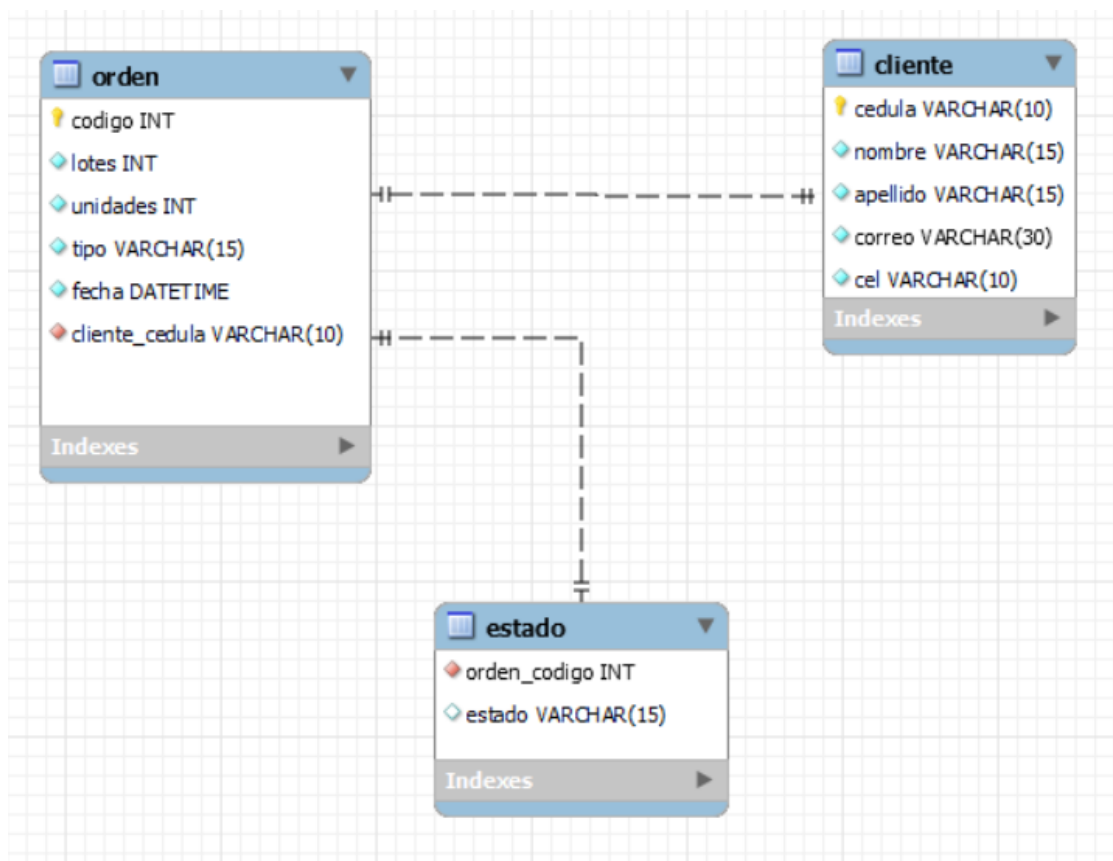 orden
codigo INT
lotes INT
unidades INT
tipo VARCHAR(15)
fecha DATETIME
cliente_cedula VARCHAR(10)
Indexes
cliente
cedula VARCHAR(10)
nombre VARCHAR(15)
apellido VARCHAR(15)
correo VARCHAR(30)
cel VARCHAR(10)
Indexes
estado
orden_codigo INT
estado VARCHAR(15)
Indexes